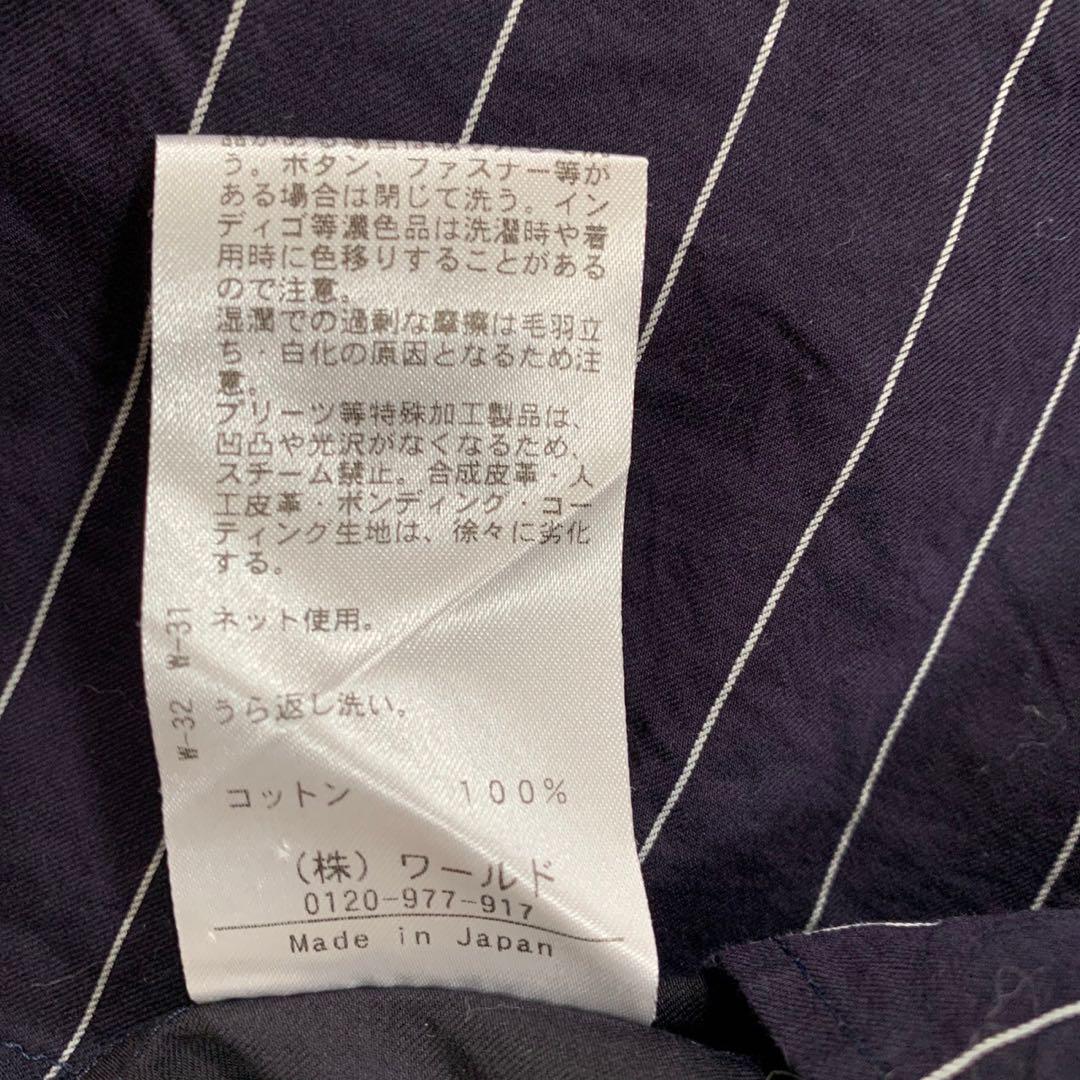 う。ボタン、ファスナー等が
ある場合は閉じて洗う。イン
ディゴ等濃色品は洗濯時や着
用時に色移りすることがある
ので注意。
湿潤での過剰な摩擦は毛羽立
ち・白化の原因となるため注
意。
プリーツ等特殊加工製品は、
凹凸や光沢がなくなるため、
スチーム禁止。合成皮革・人
工皮革・ボンディング・コー
ティング生地は、徐々に劣化
する。
W-31 ネット使用。
W-32 うら返し洗い。
コットン 100%
(株) ワールド
0120-977-917
Made in Japan